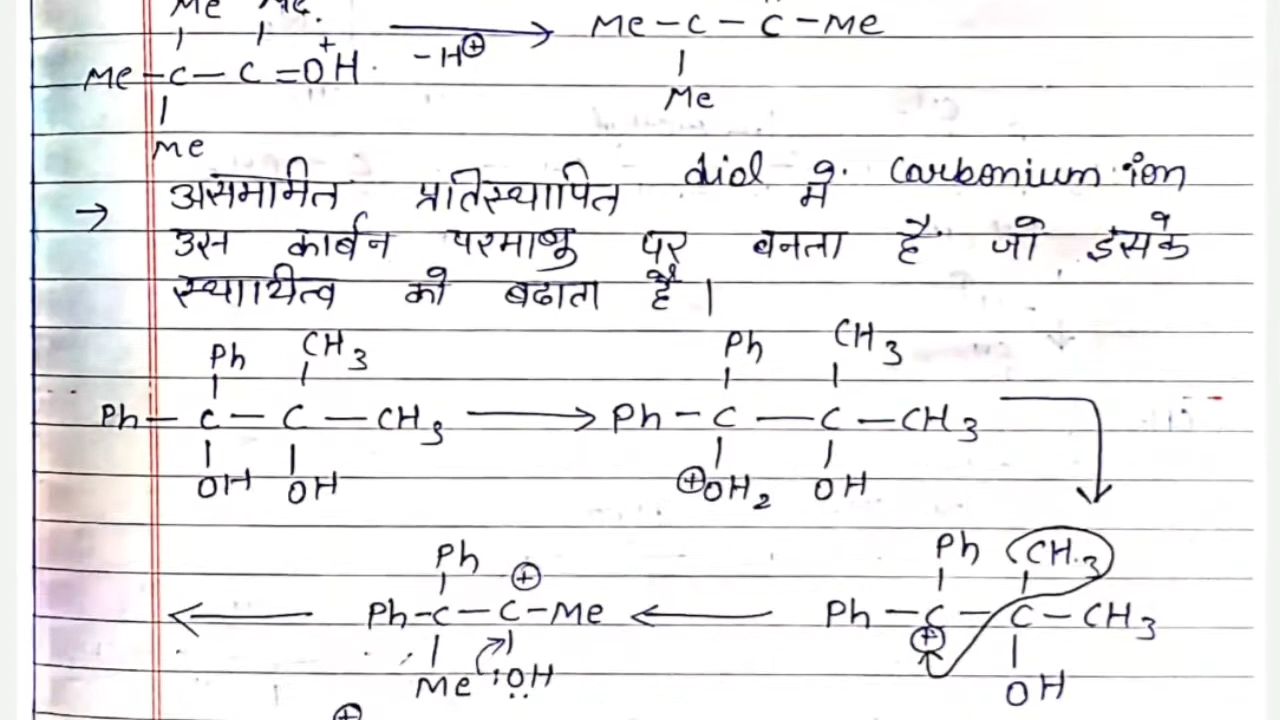 Me
Me-C-C-Me
-H⊕
Me-C-C=OH
+
Me
Me
→ असममित प्रतिस्थापित diol में carbonium ion
उस कार्बन परमाणु पर बनता है जो इसके
स्थायित्व को बढाता है।
Ph CH3 Ph CH3
Ph-C-C-CH3 → Ph-C-C-CH3
OH OH ⊕OH2 OH
Ph ⊕ Ph CH3
← Ph-C-C-Me ← Ph-C-C-CH3
⊕
Me :OH OH
⊕